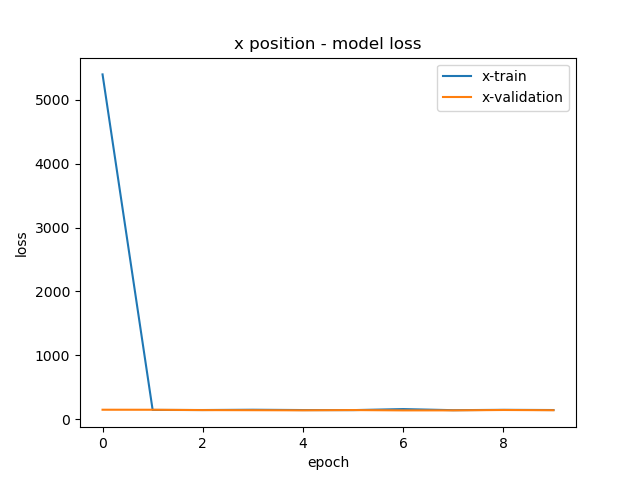 x position - model loss
x-train
x-validation
5000
4000
3000
2000
1000
0
loss
0 2 4 6 8
epoch